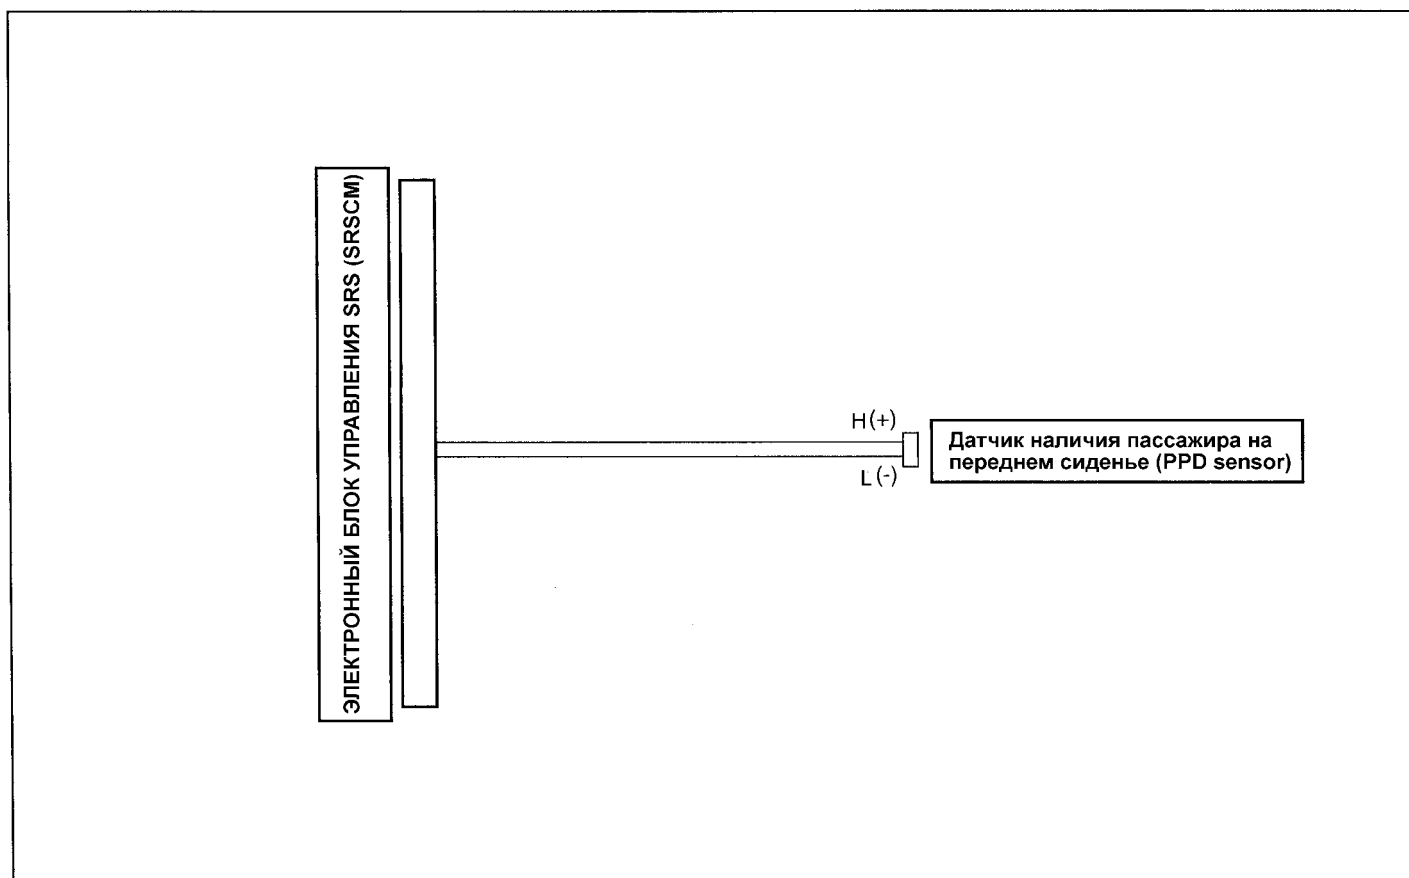 ЭЛЕКТРОННЫЙ БЛОК УПРАВЛЕНИЯ SRS (SRSCM)
H(+)
L(-)
Датчик наличия пассажира на
переднем сиденье (PPD sensor)